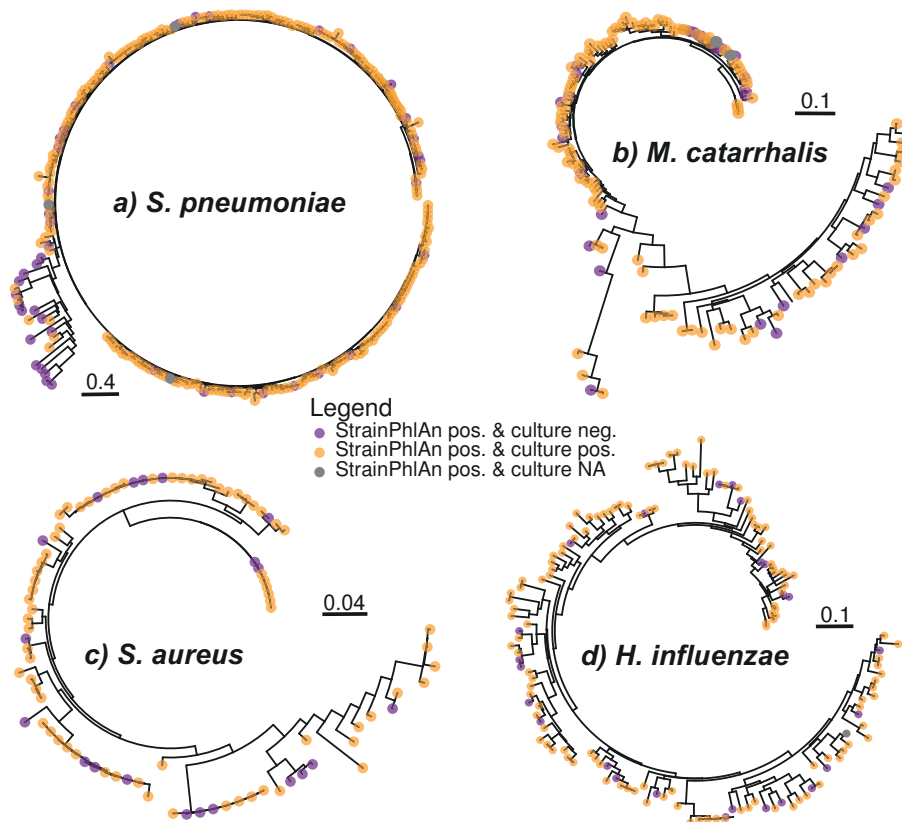 a) S. pneumoniae
0.4
b) M. catarrhalis
0.1
Legend
StrainPhlAn pos. & culture neg.
StrainPhlAn pos. & culture pos.
StrainPhlAn pos. & culture NA
c) S. aureus
0.04
d) H. influenzae
0.1